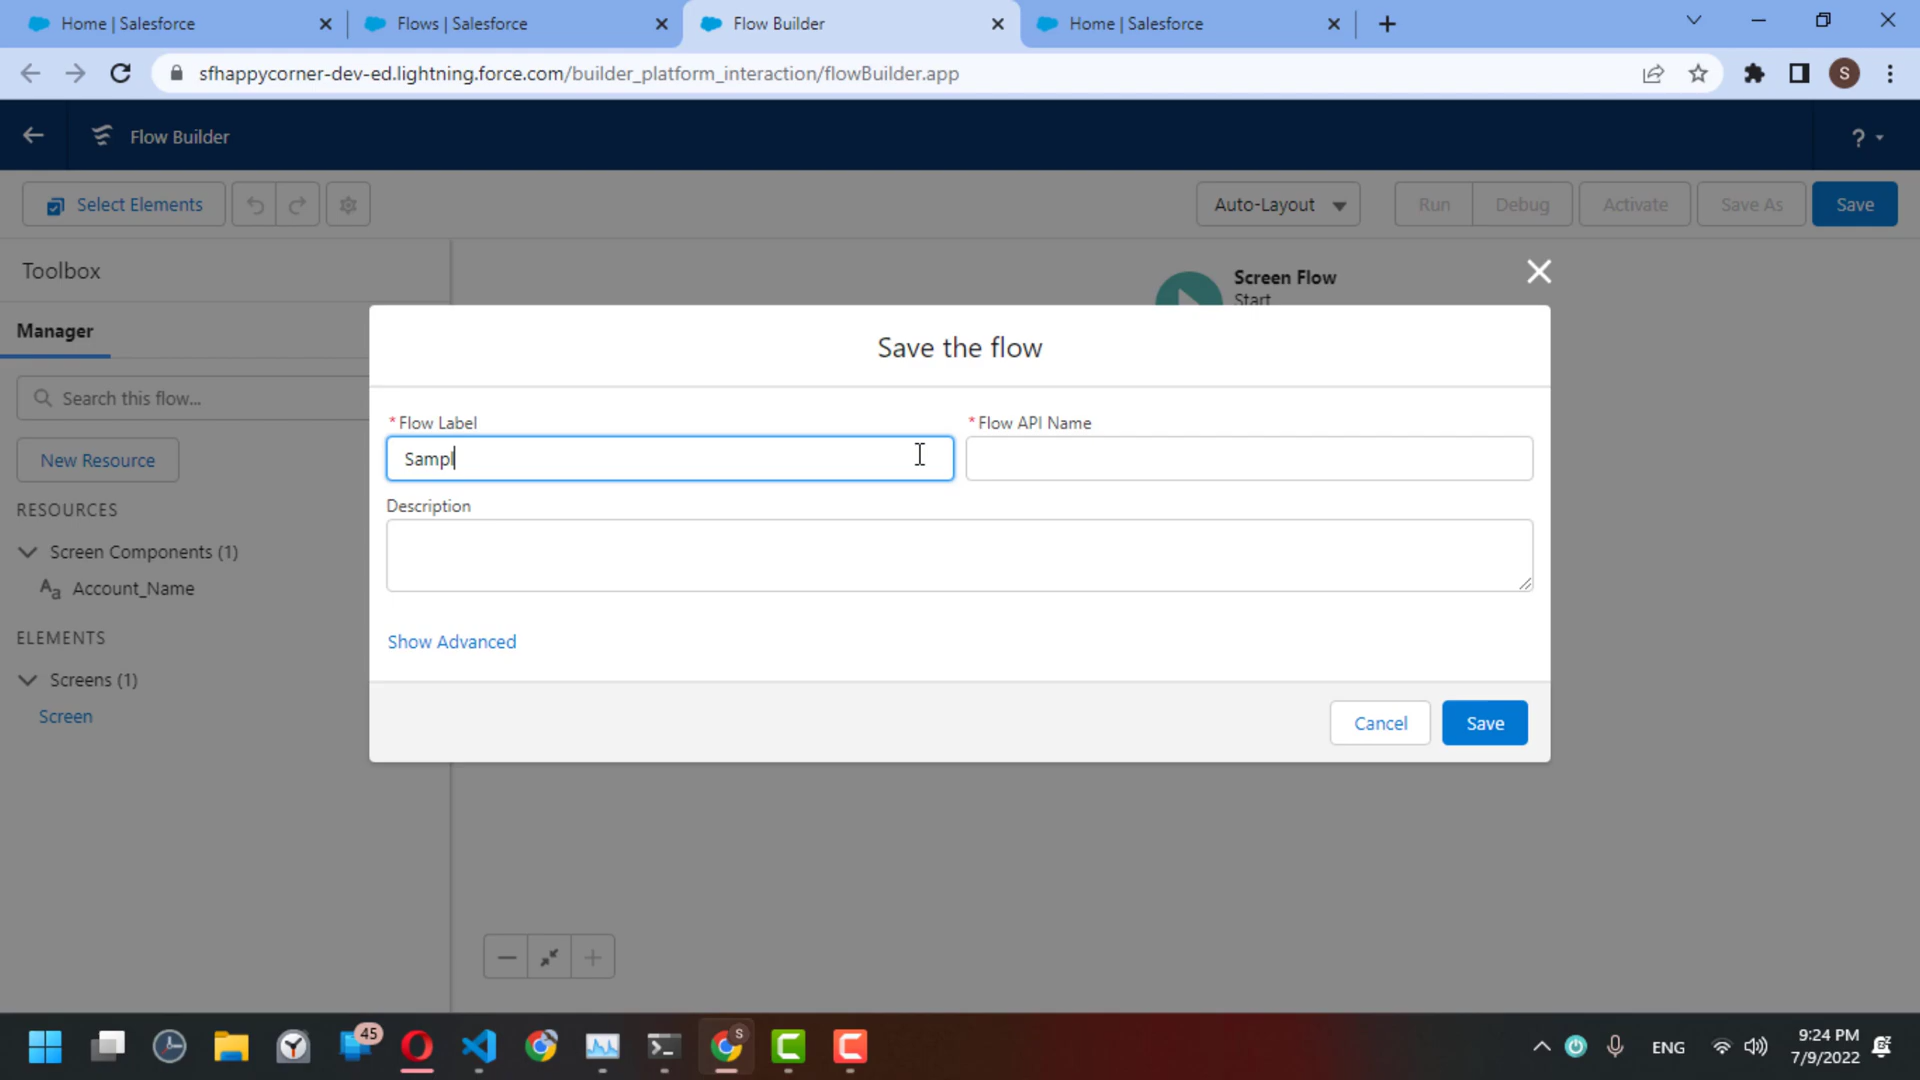 Home | Salesforce
Flows | Salesforce
Flow Builder
Home | Salesforce
sfhappycorner-dev-ed.lightning.force.com/builder_platform_interaction/flowBuilder.app
S
Flow Builder
?
Select Elements
Auto-Layout
Run
Debug
Activate
Save As
Save
Toolbox
Screen Flow
Start
Manager
Save the flow
Search this flow...
*Flow Label
*Flow API Name
New Resource
Sampl
RESOURCES
Description
Screen Components (1)
Aa Account_Name
ELEMENTS
Show Advanced
Screens (1)
Screen
Cancel
Save
45
S
ENG
9:24 PM
7/9/2022